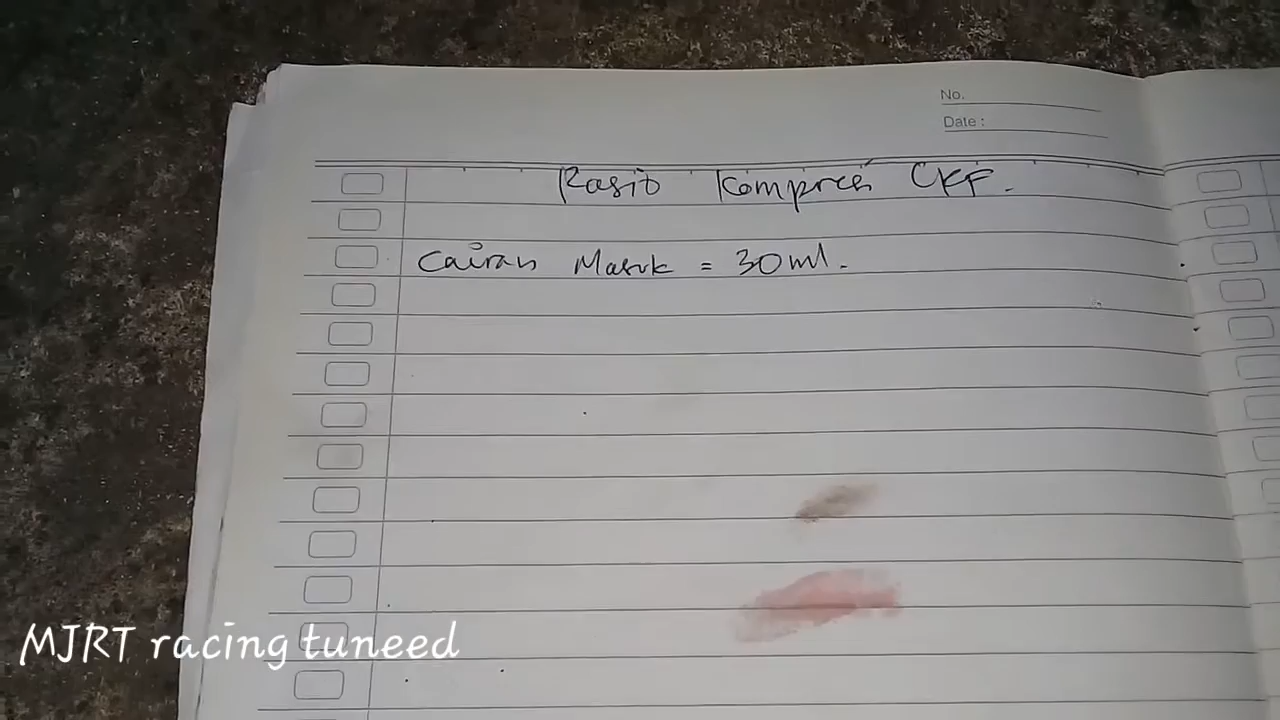 No.
Date :
Rasio Kompresi CKF.
Cairan Masuk = 30ml.
MJRT racing tuneed